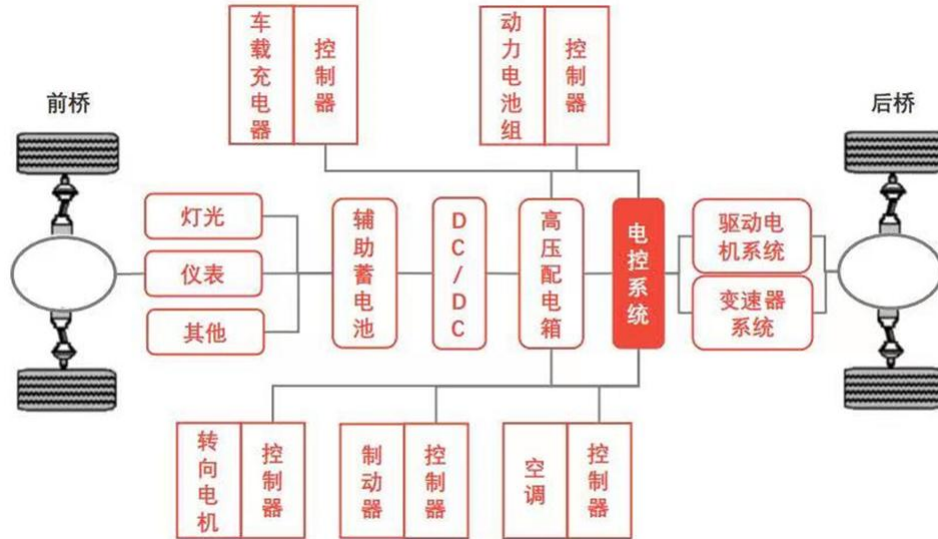 车载充电器
控制器
动力电池组
控制器
前桥
后桥
灯光
仪表
其他
辅助蓄电池
DC/DC
高压配电箱
电控系统
驱动电
机系统
变速器
系统
转向电机
控制器
制动器
控制器
空调
控制器